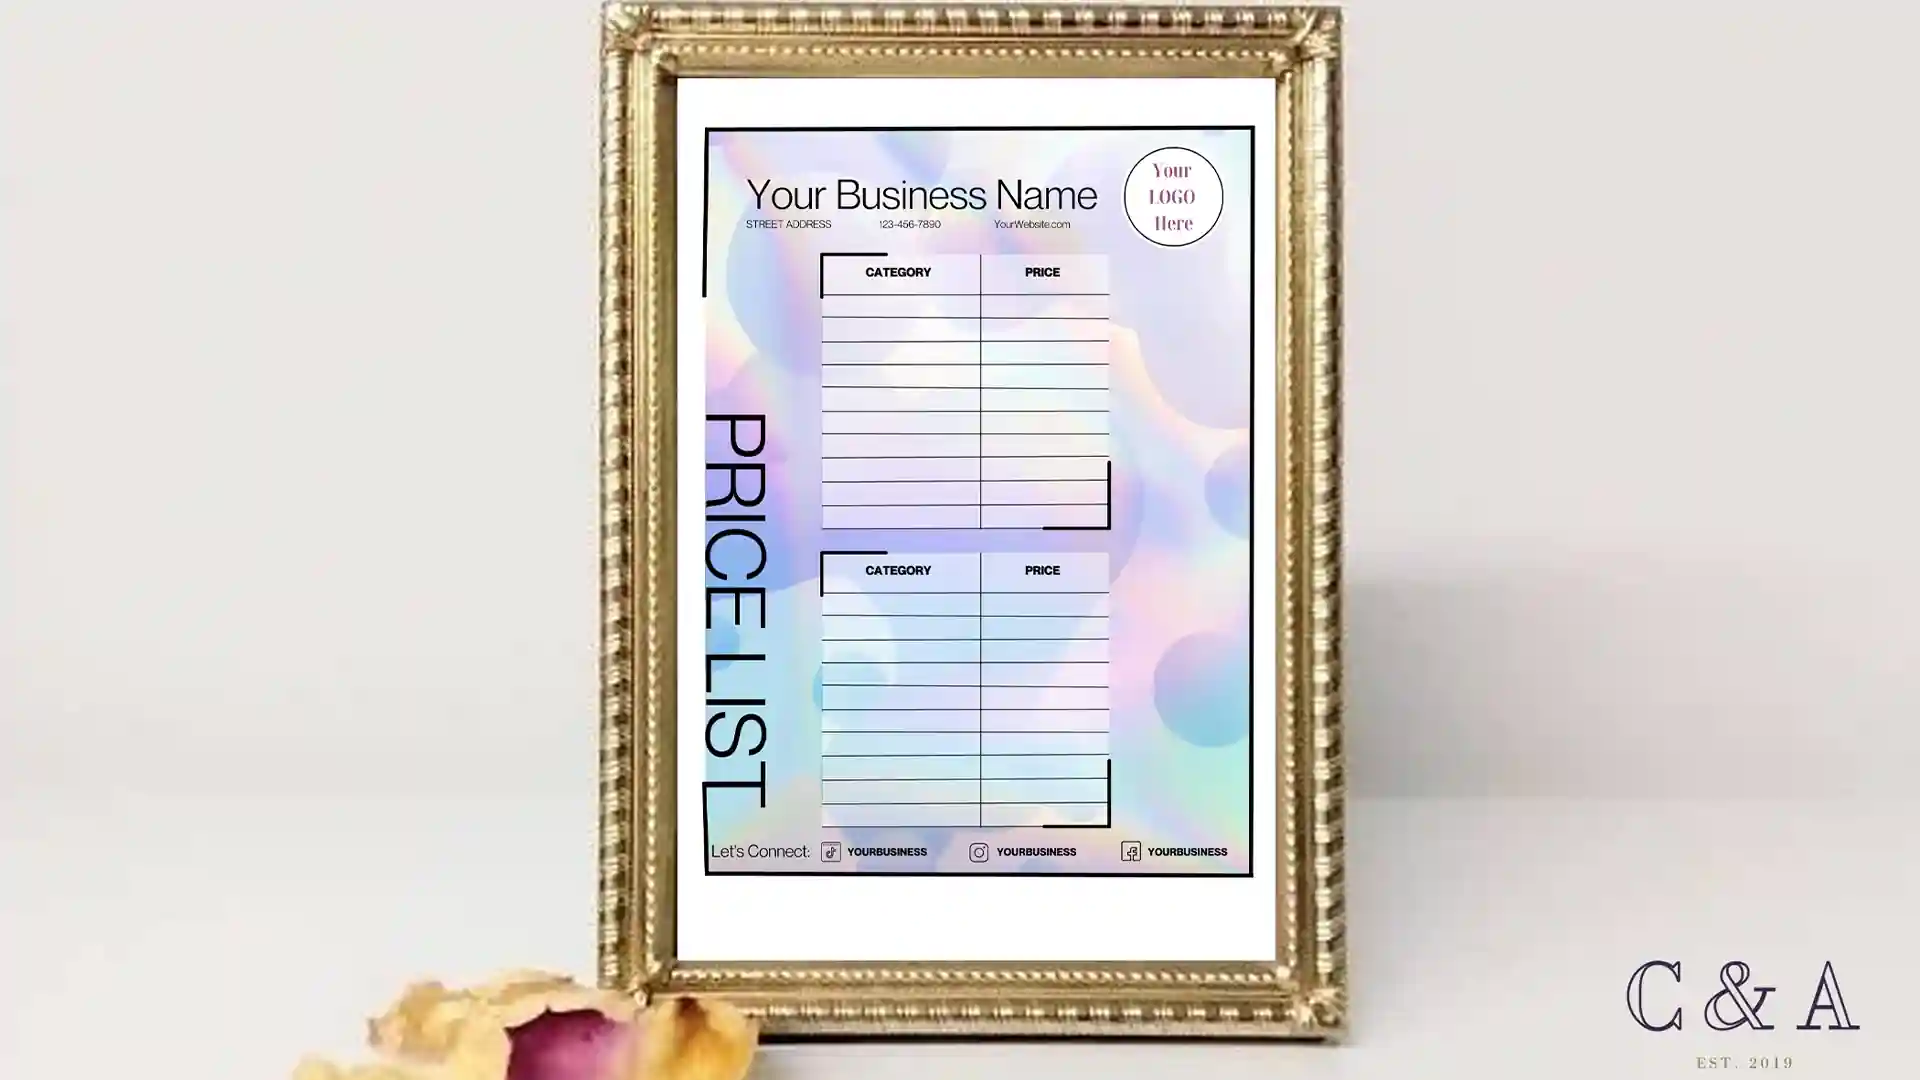 Your Business Name
STREET ADDRESS 123-456-7890 YourWebsite.com
Your
LOGO
Here
CATEGORY PRICE
PRICE LIST
CATEGORY PRICE
Let's Connect: YOURBUSINESS YOURBUSINESS YOURBUSINESS
C & A
EST. 2019